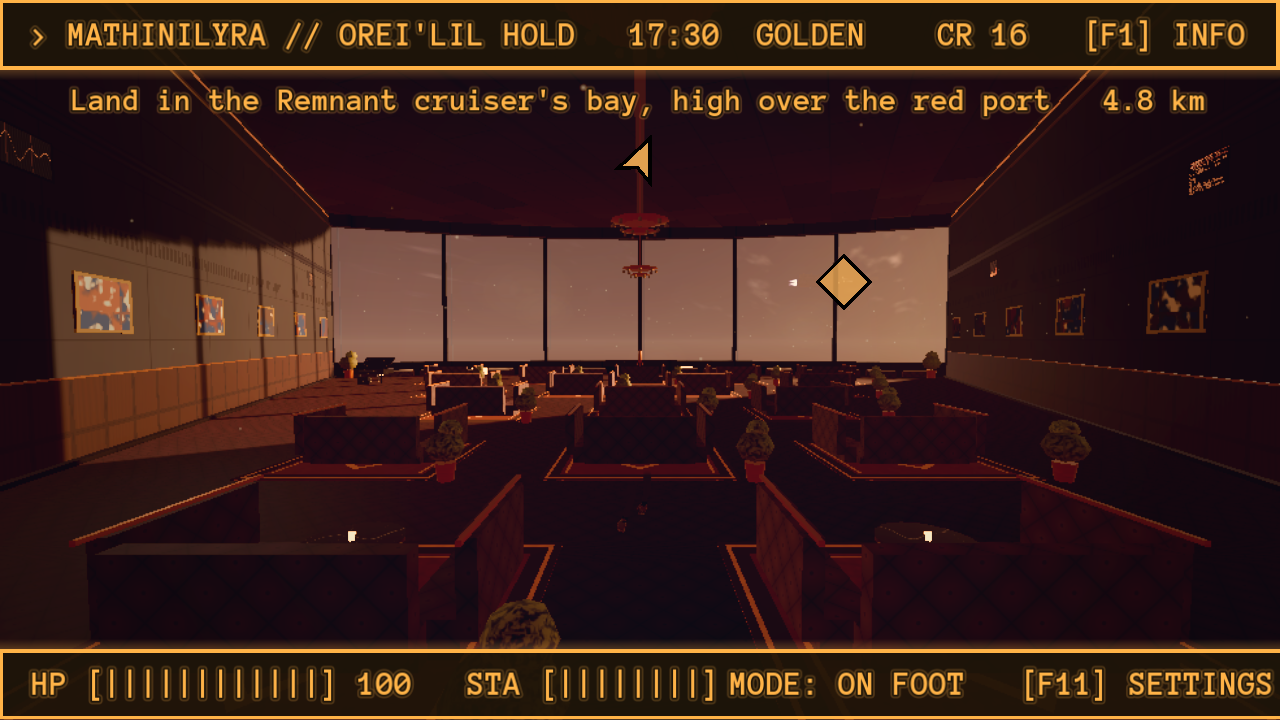 › MATHINILYRA // OREI'LIL HOLD 17:30 GOLDEN CR 16 [F1] INFO
Land in the Remnant cruiser's bay, high over the red port 4.8 km
HP [||||||||||||] 100 STA [||||||||] MODE: ON FOOT [F11] SETTINGS